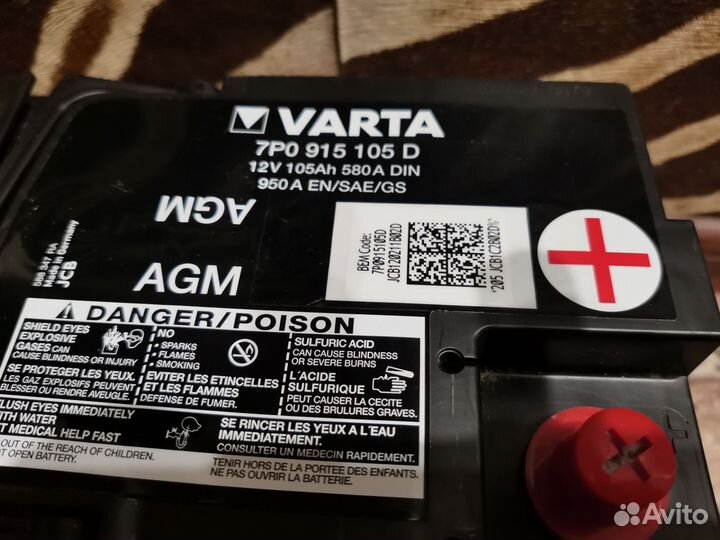 VARTA
7P0 915 105 D
12V 105Ah 580A DIN
950 A EN/SAE/GS
AGM
AGM
Made in Germany
JCB
BEM Code:
7P0915105D
JCB120211B02D
DANGER/POISON
SHIELD EYES
EXPLOSIVE
GASES CAN
CAUSE BLINDNESS OR INJURY
SE PROTEGER LES YEUX.
LES GAZ EXPLOSIFS PEUVENT
BLESSER OU RENDRE AVEUGLE.
NO
• SPARKS
• FLAMES
• SMOKING
EVITER LES ETINCELLES
ET LES FLAMMES
DEFENSE DE FUMER.
SULFURIC ACID
CAN CAUSE BLINDNESS
OR SEVERE BURNS
L'ACIDE
SULFURIQUE
PEUT CAUSER LA CECITE
OU DES BRULURES GRAVES.
LUSH EYES IMMEDIATELY
WITH WATER
T MEDICAL HELP FAST
OUT OF THE REACH OF CHILDREN.
OT OPEN BATTERY.
SE RINCER LES YEUX A L'EAU
IMMEDIATEMENT.
CONSULTER UN MEDECIN RAPIDEMENT.
TENIR HORS DE LA PORTEE DES ENFANTS.
NE PAS OUVRIR LA BATTERIE.
Avito